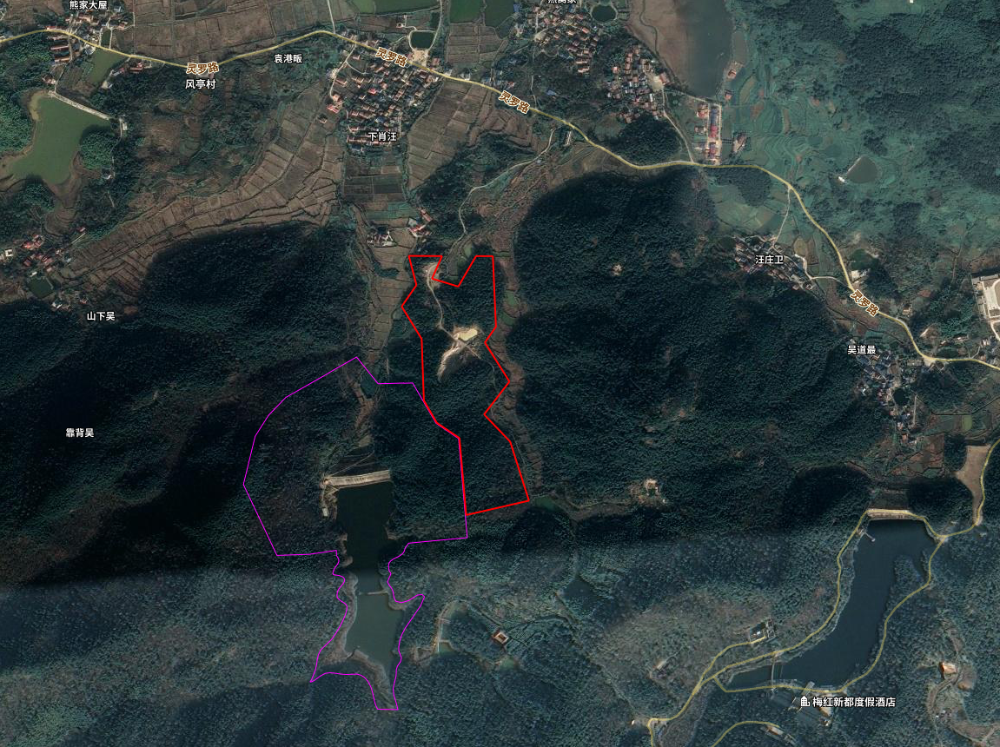 熊家大屋
袁港畈
灵罗路
灵罗路
风亭村
灵罗路
下肖汪
汪庄卫
灵罗路
山下吴
吴道最
靠背吴
梅红新都度假酒店